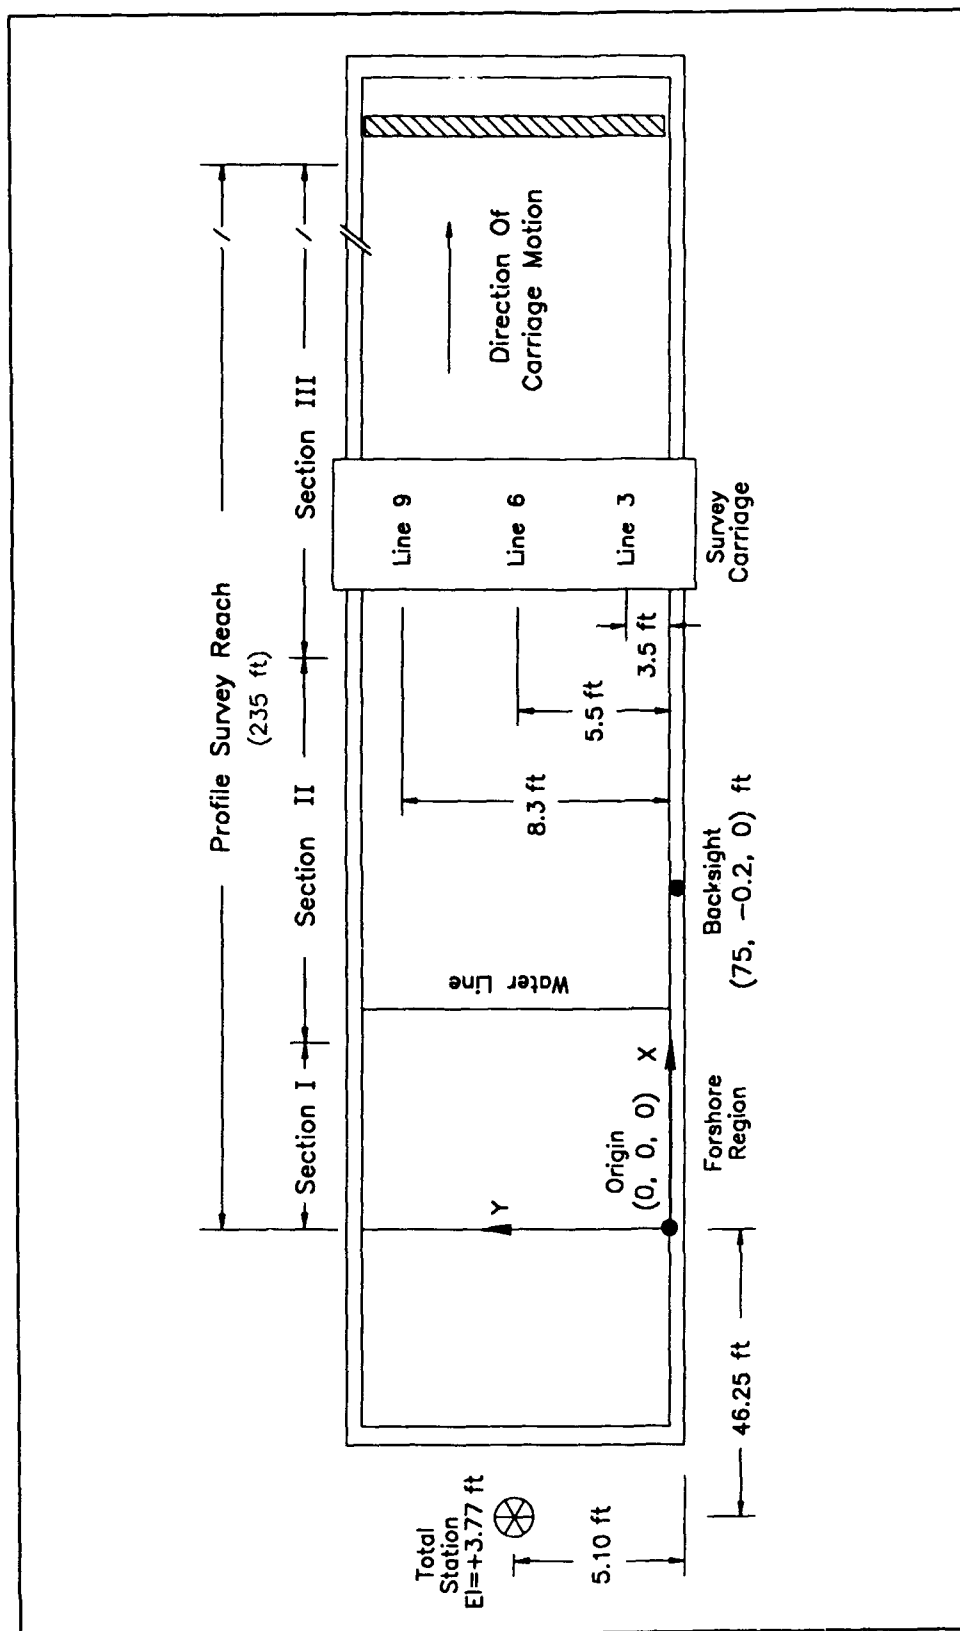 Profile Survey Reach
(235 ft)
Section I
Section II
Section III
Direction Of
Carriage Motion
Line 9
Line 6
Line 3
Survey
Carriage
3.5 ft
5.5 ft
8.3 ft
Water Line
Backsight
(75, −0.2, 0) ft
Y
X
Origin
(0, 0, 0)
Forshore
Region
Total
Station
El=+3.77 ft
5.10 ft
46.25 ft